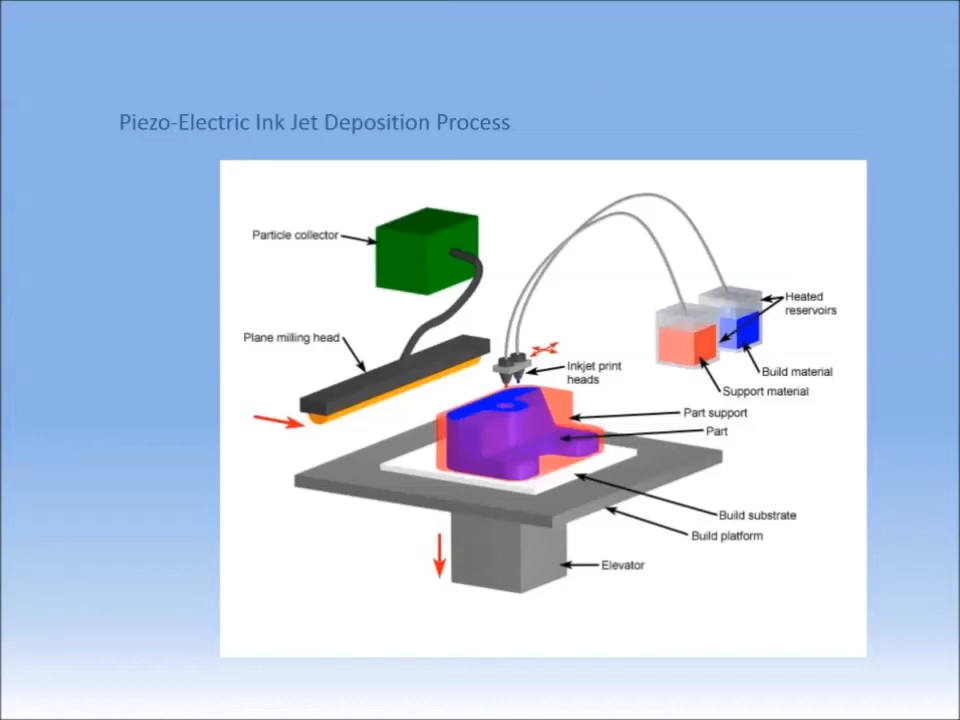 Piezo-Electric Ink Jet Deposition Process
Particle collector
Heated
reservoirs
Plane milling head
Inkjet print
heads
Build material
Support material
Part support
Part
Build substrate
Build platform
Elevator